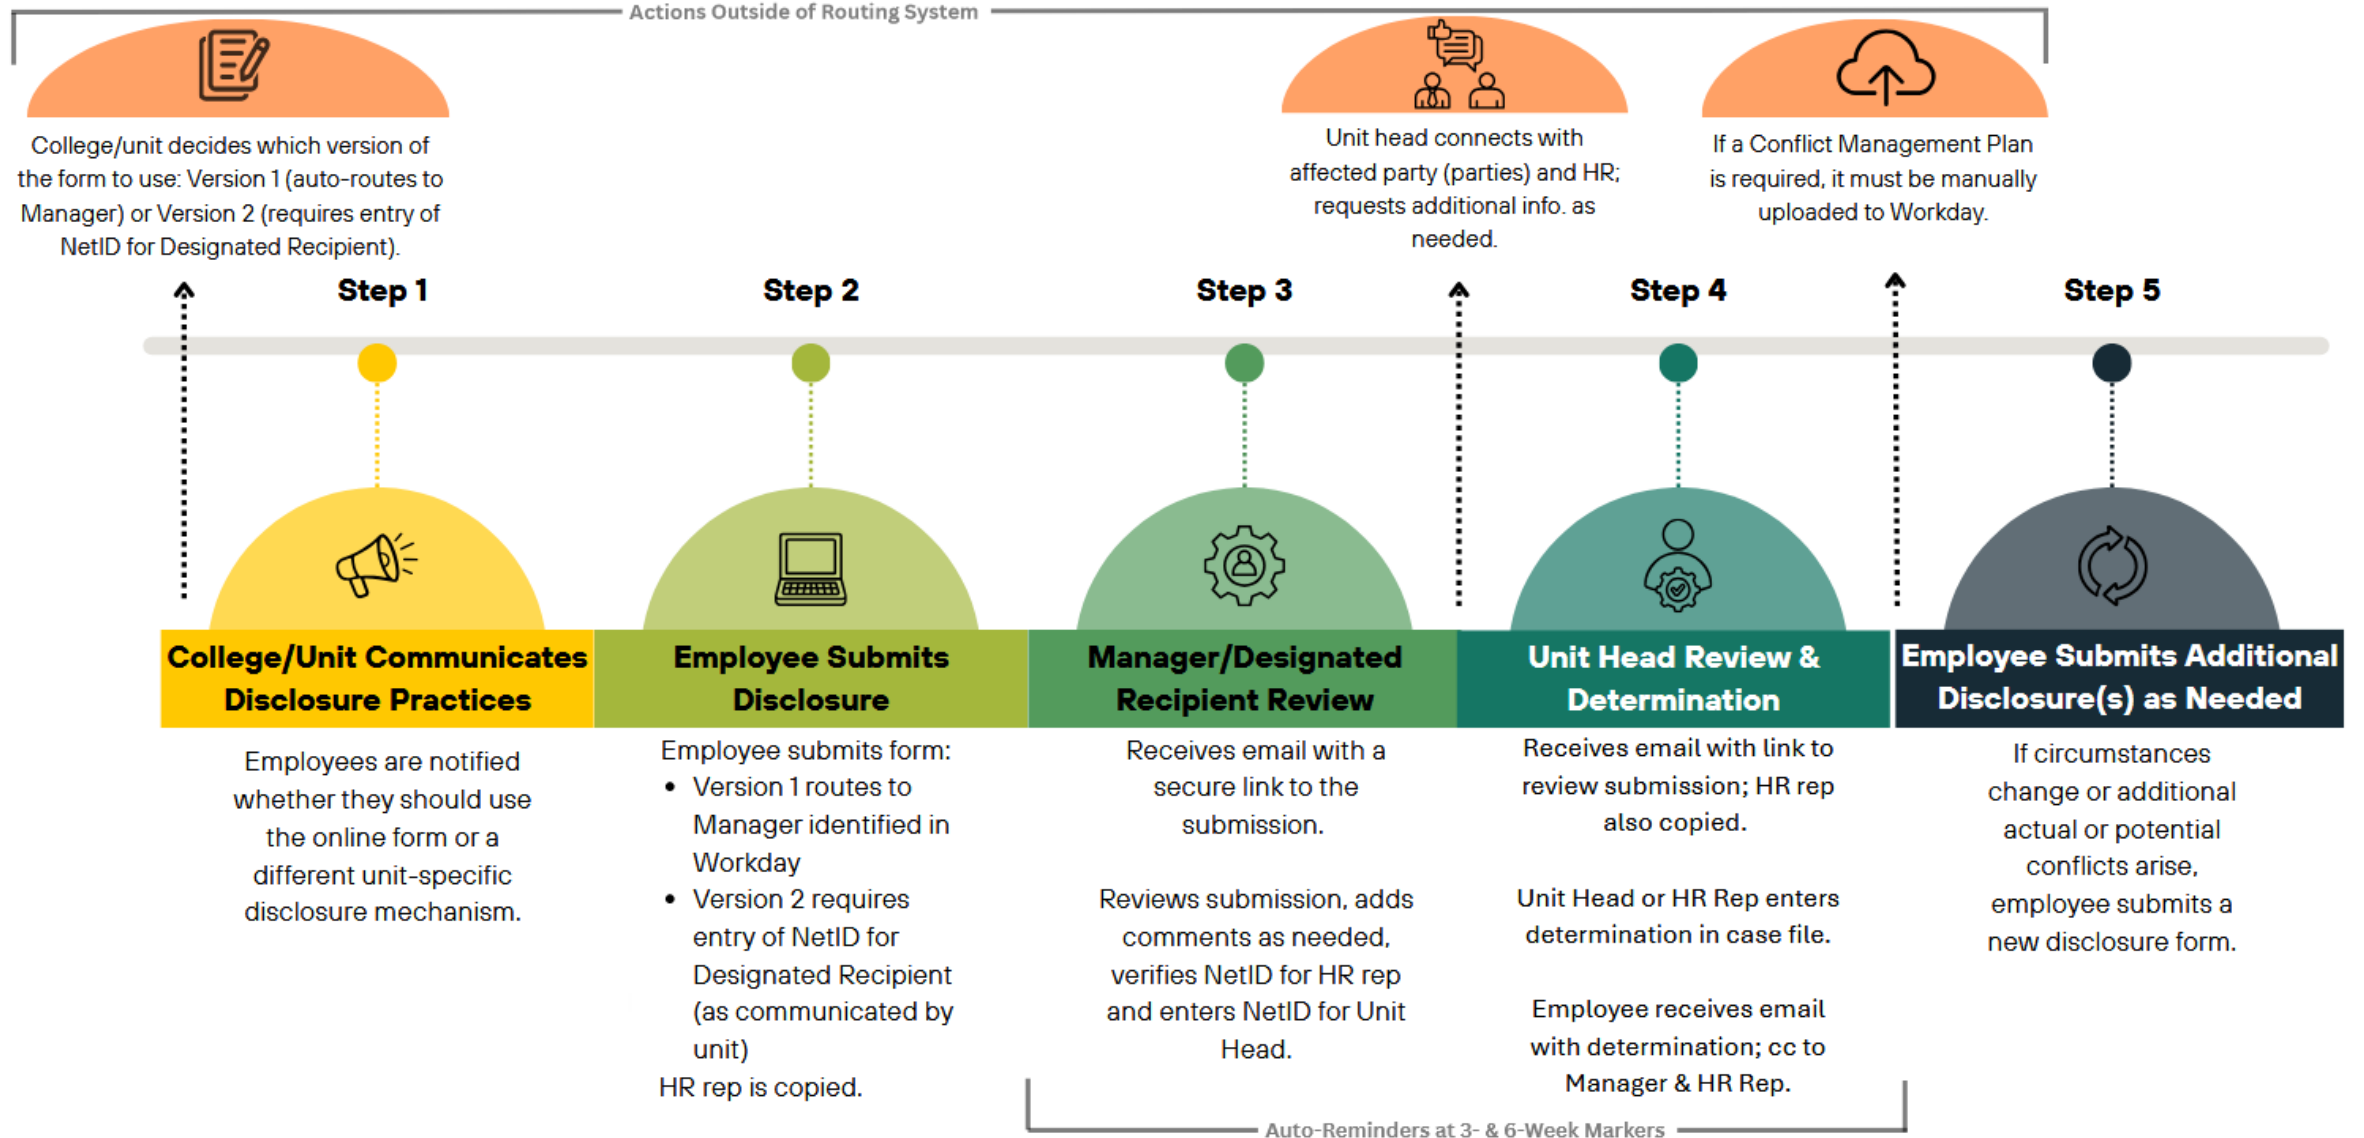 Actions Outside of Routing System
College/unit decides which version of
the form to use: Version 1 (auto-routes to
Manager) or Version 2 (requires entry of
NetID for Designated Recipient).
Unit head connects with
affected party (parties) and HR;
requests additional info. as
needed.
If a Conflict Management Plan
is required, it must be manually
uploaded to Workday.
Step 1
Step 2
Step 3
Step 4
Step 5
College/Unit Communicates
Disclosure Practices
Employees are notified
whether they should use
the online form or a
different unit-specific
disclosure mechanism.
Employee Submits
Disclosure
Employee submits form:
• Version 1 routes to
Manager identified in
Workday
• Version 2 requires
entry of NetID for
Designated Recipient
(as communicated by
unit)
HR rep is copied.
Manager/Designated
Recipient Review
Receives email with a
secure link to the
submission.
Reviews submission, adds
comments as needed,
verifies NetID for HR rep
and enters NetID for Unit
Head.
Unit Head Review &
Determination
Receives email with link to
review submission; HR rep
also copied.
Unit Head or HR Rep enters
determination in case file.
Employee receives email
with determination; cc to
Manager & HR Rep.
Employee Submits Additional
Disclosure(s) as Needed
If circumstances
change or additional
actual or potential
conflicts arise,
employee submits a
new disclosure form.
Auto-Reminders at 3- & 6-Week Markers